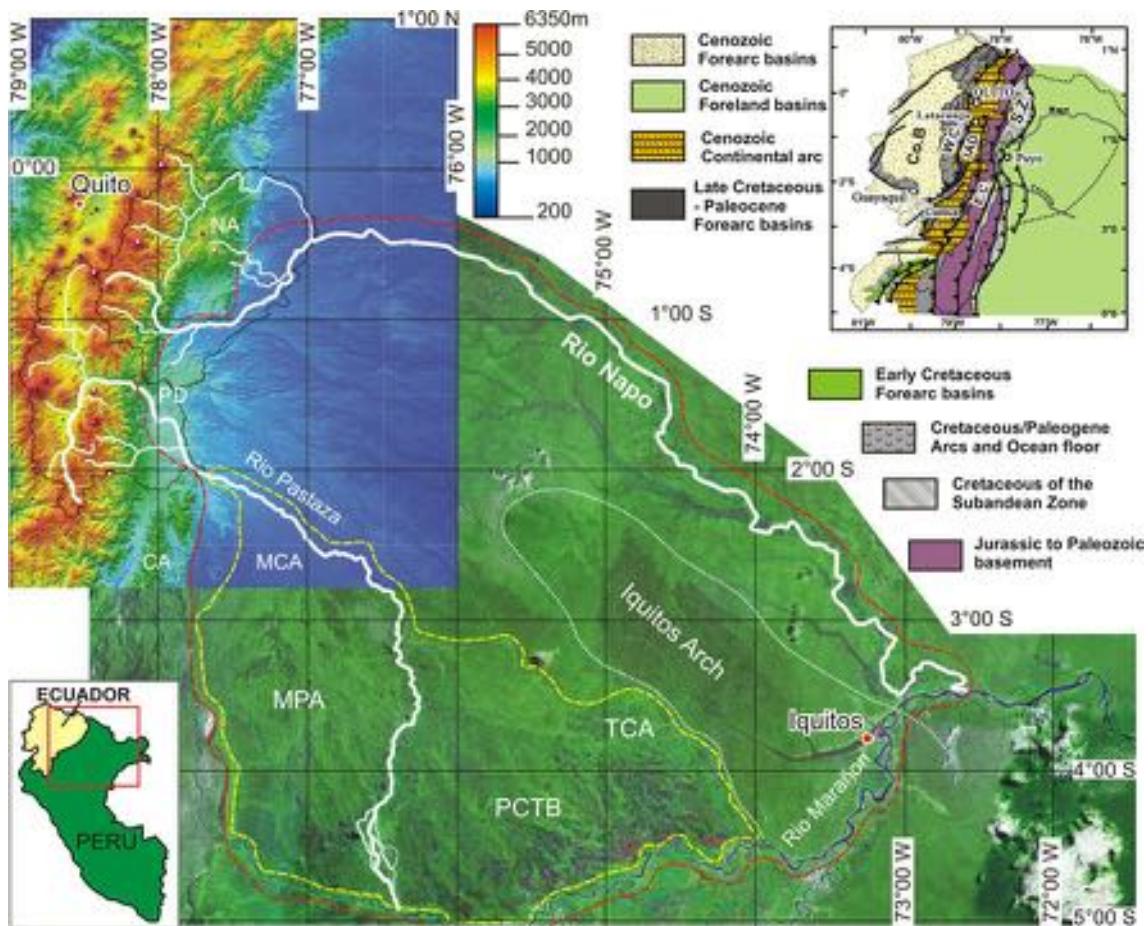 79°00 W
78°00 W
77°00 W
1°00 N
76°00 W
0°00
Quito
NA
PD
CA
MCA
Rio Pastaza
MPA
PCTB
TCA
Iquitos Arch
Rio Napo
Iquitos
Rio Marañon
75°00 W
1°00 S
74°00 W
2°00 S
3°00 S
4°00 S
73°00 W
72°00 W
5°00 S
6350m
5000
4000
3000
2000
1000
200
Cenozoic
Forearc basins
Cenozoic
Foreland basins
Cenozoic
Continental arc
Late Cretaceous
- Paleocene
Forearc basins
Co.B
Puyo
Guayaquil
Early Cretaceous
Forearc basins
Cretaceous/Paleogene
Arcs and Ocean floor
Cretaceous of the
Subandean Zone
Jurassic to Paleozoic
basement
ECUADOR
PERU